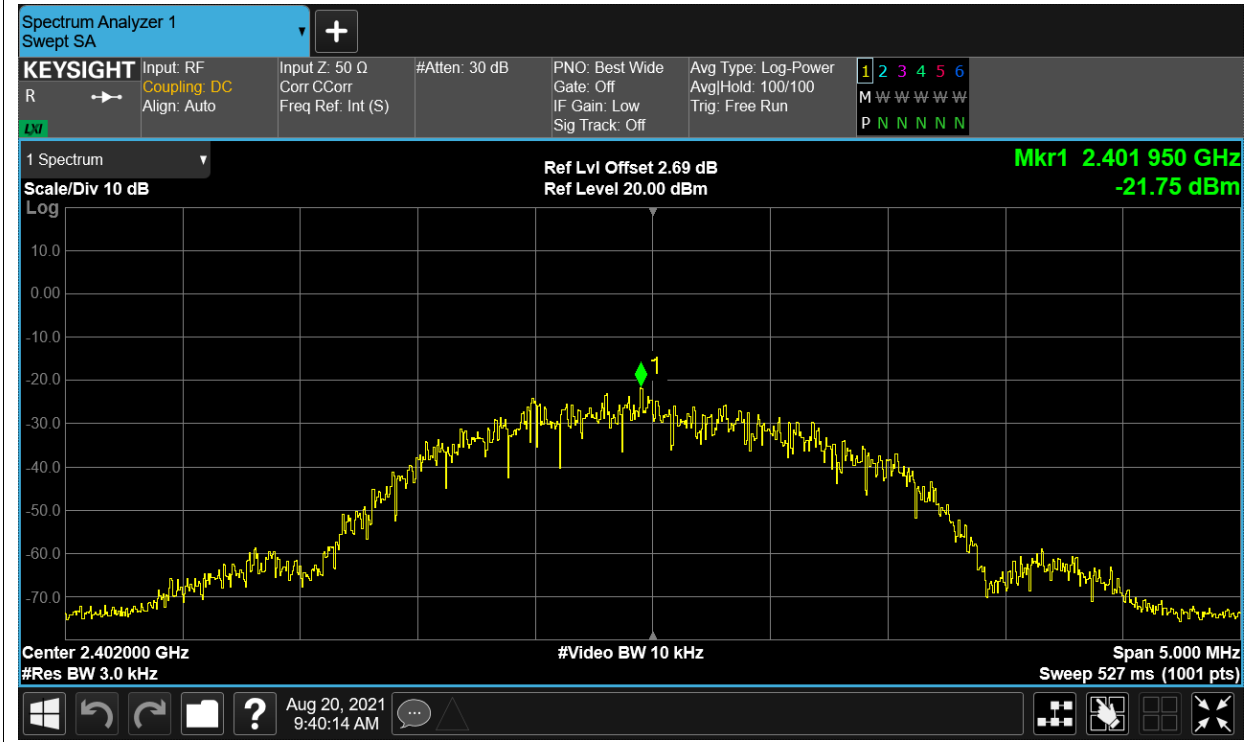 Spectrum Analyzer 1
Swept SA
KEYSIGHT
R
LXI
Input: RF
Coupling: DC
Align: Auto
Input Z: 50 Ω
Corr CCorr
Freq Ref: Int (S)
#Atten: 30 dB
PNO: Best Wide
Gate: Off
IF Gain: Low
Sig Track: Off
Avg Type: Log-Power
Avg|Hold: 100/100
Trig: Free Run
1 2 3 4 5 6
M W W W W W
P N N N N N
1 Spectrum
Scale/Div 10 dB
Log
Ref Lvl Offset 2.69 dB
Ref Level 20.00 dBm
Mkr1 2.401 950 GHz
-21.75 dBm
10.0
0.00
-10.0
-20.0
-30.0
-40.0
-50.0
-60.0
-70.0
1
Center 2.402000 GHz
#Res BW 3.0 kHz
#Video BW 10 kHz
Span 5.000 MHz
Sweep 527 ms (1001 pts)
?
Aug 20, 2021
9:40:14 AM